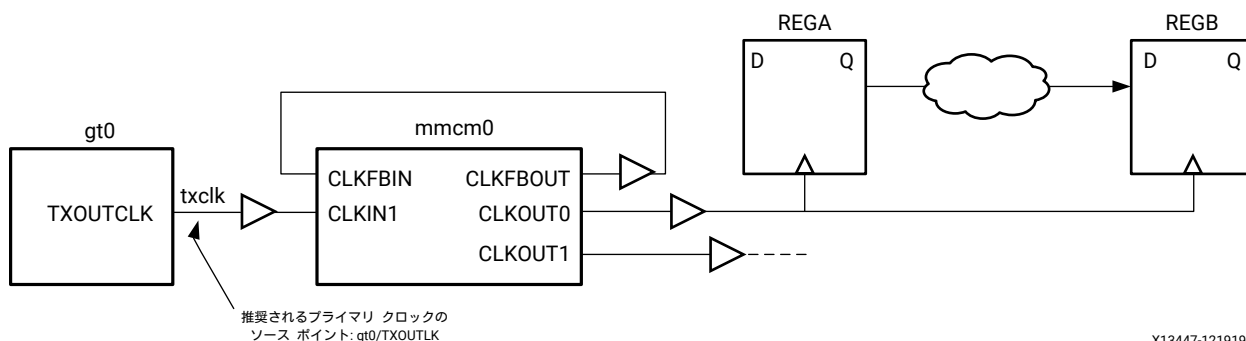 REGA
REGB
D
Q
D
Q
gt0
mmcm0
txclk
TXOUTCLK
CLKFBIN
CLKFBOUT
CLKIN1
CLKOUT0
CLKOUT1
推奨されるプライマリ クロックの
ソース ポイント: gt0/TXOUTLK
X13447-121919